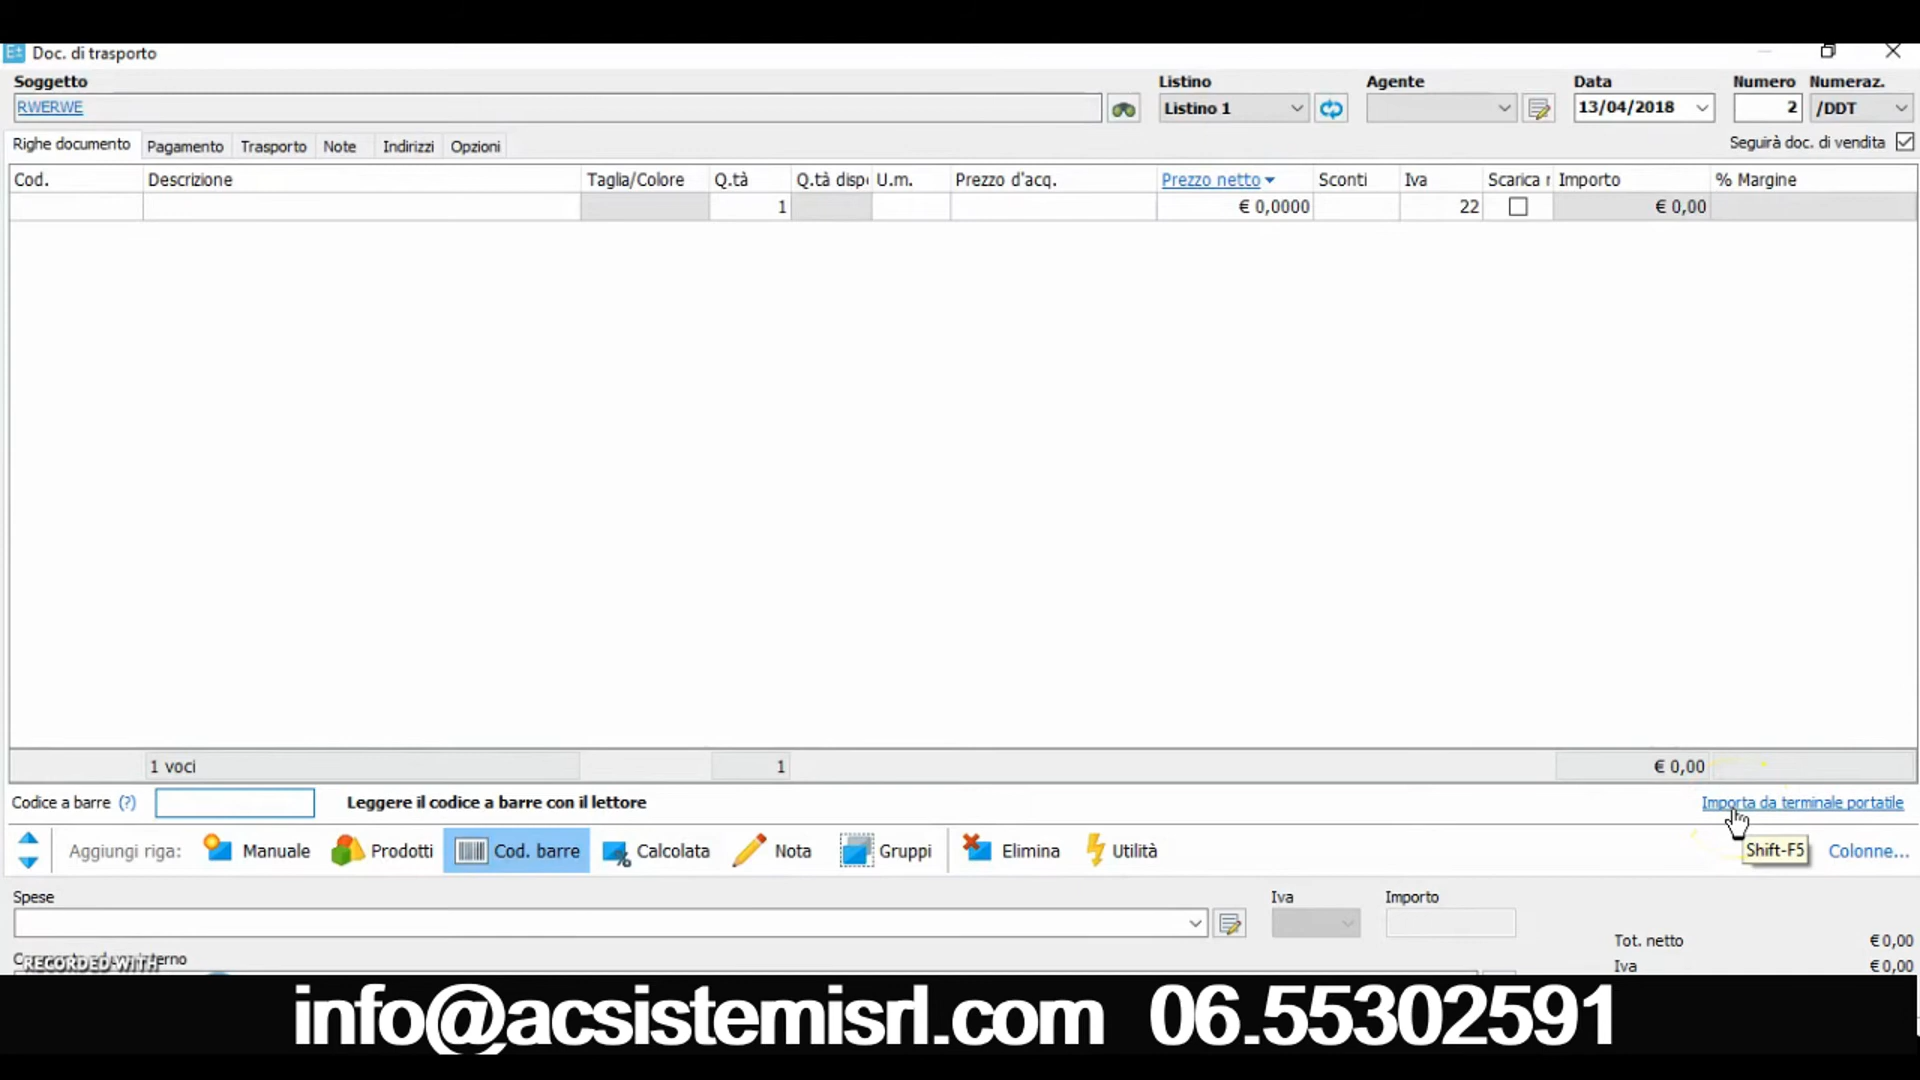 Doc. di trasporto
Soggetto Listino Agente Data Numero Numeraz.
RWERWE Listino 1 13/04/2018 2 /DDT
Righe documento Pagamento Trasporto Note Indirizzi Opzioni Seguirà doc. di vendita
Cod. Descrizione Taglia/Colore Q.tà Q.tà dispo U.m. Prezzo d'acq. Prezzo netto Sconti Iva Scarica Importo % Margine
1 € 0,0000 22 € 0,00
1 voci 1 € 0,00
Codice a barre (?) Leggere il codice a barre con il lettore Importa da terminale portatile
Aggiungi riga: Manuale Prodotti Cod. barre Calcolata Nota Gruppi Elimina Utilità Shift-F5 Colonne...
Spese Iva Importo
Tot. netto € 0,00
RECORDED WITH interno
Iva € 0,00
info@acsistemisrl.com 06.55302591